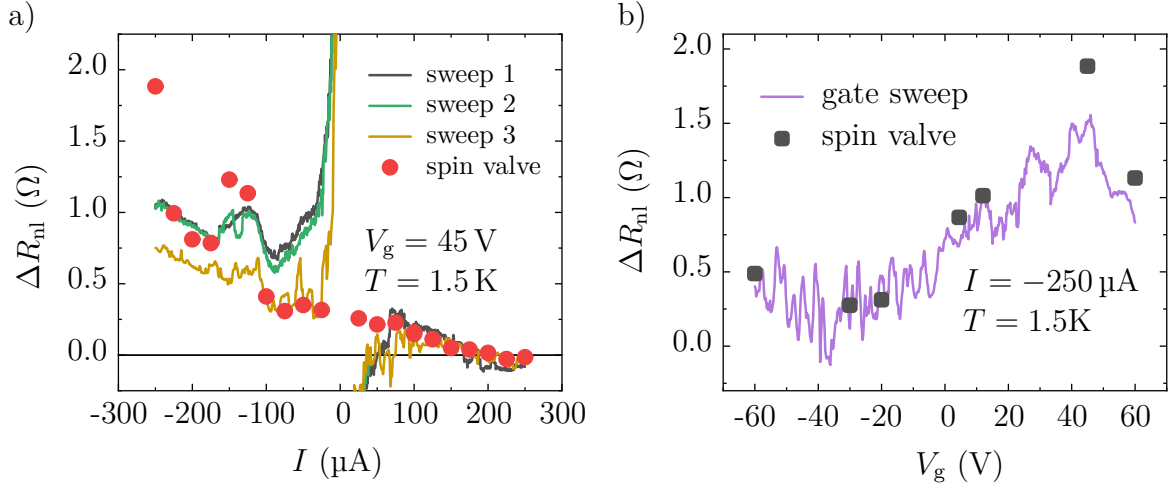 a)
ΔR_nl (Ω)
2.0
1.5
1.0
0.5
0.0
-300 -200 -100 0 100 200 300
I (µA)
sweep 1
sweep 2
sweep 3
spin valve
V_g = 45 V
T = 1.5 K
b)
ΔR_nl (Ω)
2.0
1.5
1.0
0.5
0.0
-60 -40 -20 0 20 40 60
V_g (V)
gate sweep
spin valve
I = −250 µA
T = 1.5K